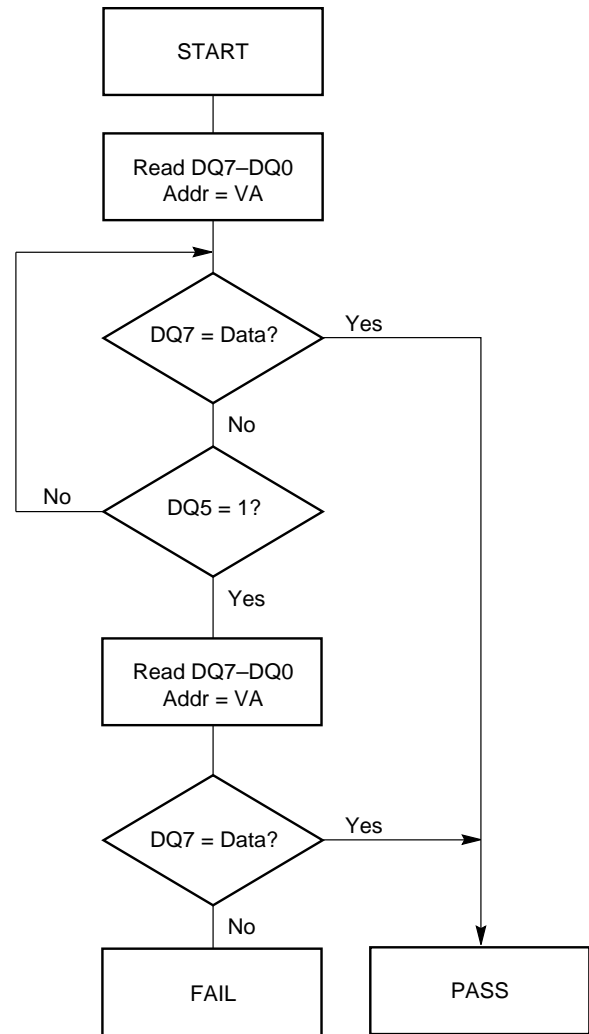 START
Read DQ7–DQ0
Addr = VA
DQ7 = Data?
Yes
No
No
DQ5 = 1?
Yes
Read DQ7–DQ0
Addr = VA
DQ7 = Data?
Yes
No
FAIL
PASS